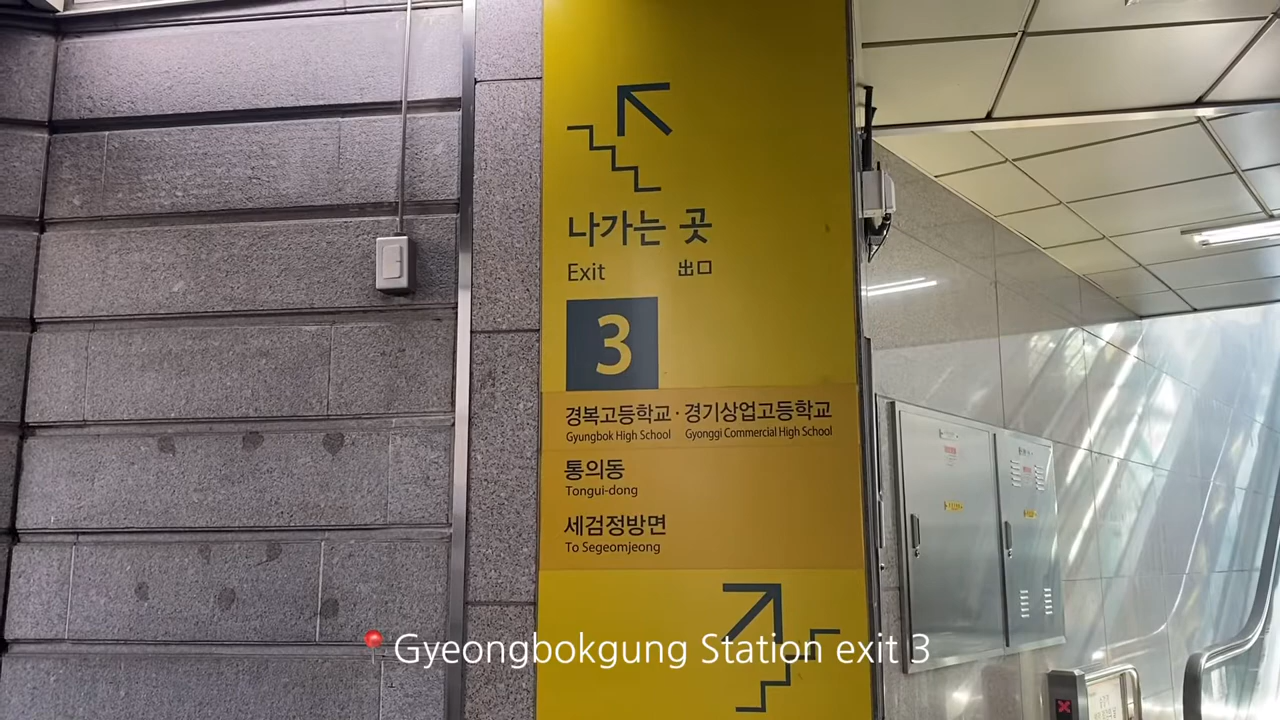 나가는 곳
Exit 出口
3
경복고등학교 · 경기상업고등학교
Gyungbok High School Gyonggi Commercial High School
통의동
Tongui-dong
세검정방면
To Segeomjeong
Gyeongbokgung Station exit 3